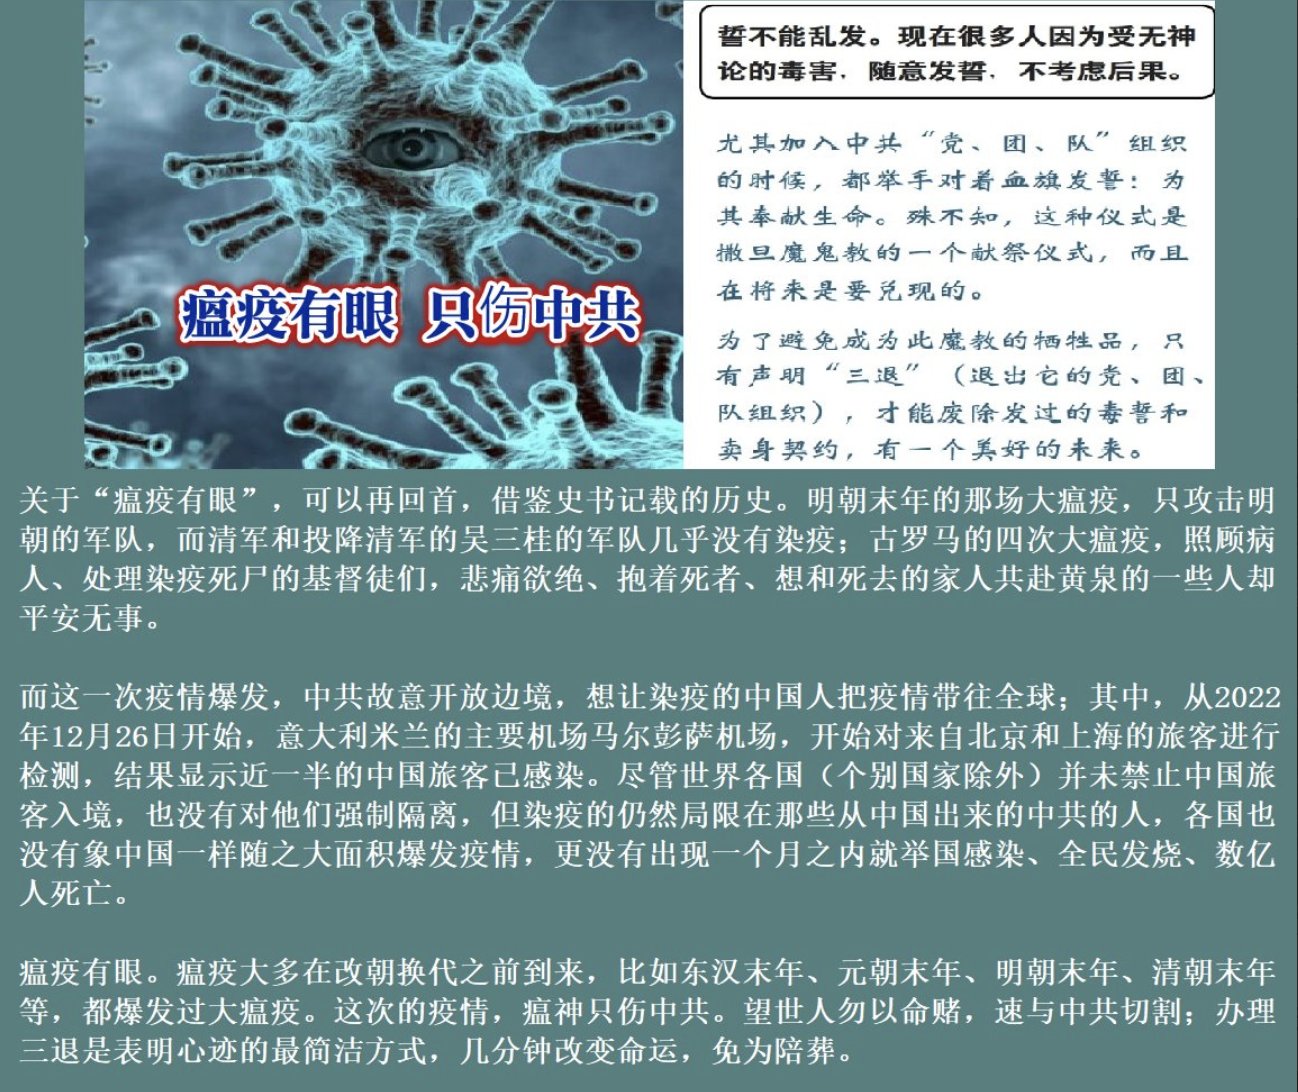 誓不能乱发。现在很多人因为受无神
论的毒害，随意发誓，不考虑后果。
尤其加入中共“党、团、队”组织
的时候，都举手对着血旗发誓：为
其奉献生命。殊不知，这种仪式是
撒旦魔鬼教的一个献祭仪式，而且
在将来是要兑现的。
为了避免成为此魔教的牺牲品，只
有声明“三退”（退出它的党、团、
队组织），才能废除发过的毒誓和
卖身契约，有一个美好的未来。
瘟疫有眼 只伤中共
关于“瘟疫有眼”，可以再回首，借鉴史书记载的历史。明朝末年的那场大瘟疫，只攻击明
朝的军队，而清军和投降清军的吴三桂的军队几乎没有染疫；古罗马的四次大瘟疫，照顾病
人、处理染疫死尸的基督徒们，悲痛欲绝、抱着死者、想和死去的家人共赴黄泉的一些人却
平安无事。
而这一次疫情爆发，中共故意开放边境，想让染疫的中国人把疫情带往全球；其中，从2022
年12月26日开始，意大利米兰的主要机场马尔彭萨机场，开始对来自北京和上海的旅客进行
检测，结果显示近一半的中国旅客已感染。尽管世界各国（个别国家除外）并未禁止中国旅
客入境，也没有对他们强制隔离，但染疫的仍然局限在那些从中国出来的中共的人，各国也
没有象中国一样随之大面积爆发疫情，更没有出现一个月之内就举国感染、全民发烧、数亿
人死亡。
瘟疫有眼。瘟疫大多在改朝换代之前到来，比如东汉末年、元朝末年、明朝末年、清朝末年
等，都爆发过大瘟疫。这次的疫情，瘟神只伤中共。望世人勿以命赌，速与中共切割；办理
三退是表明心迹的最简洁方式，几分钟改变命运，免为陪葬。